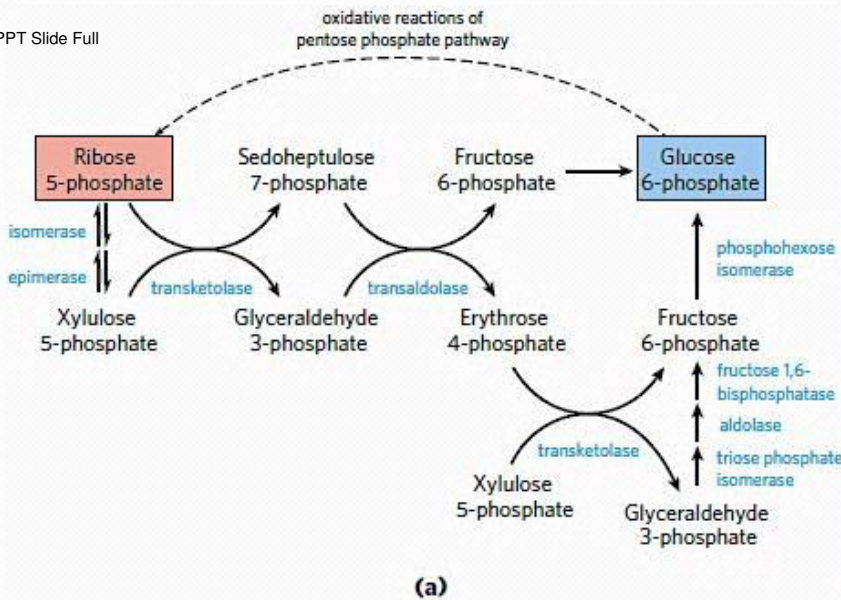 oxidative reactions of
pentose phosphate pathway
PPT Slide Full
Ribose
5-phosphate
Sedoheptulose
7-phosphate
Fructose
6-phosphate
Glucose
6-phosphate
isomerase
epimerase
transketolase
transaldolase
phosphohexose
isomerase
Xylulose
5-phosphate
Glyceraldehyde
3-phosphate
Erythrose
4-phosphate
Fructose
6-phosphate
fructose 1,6-
bisphosphatase
aldolase
triose phosphate
isomerase
transketolase
Xylulose
5-phosphate
Glyceraldehyde
3-phosphate
(a)